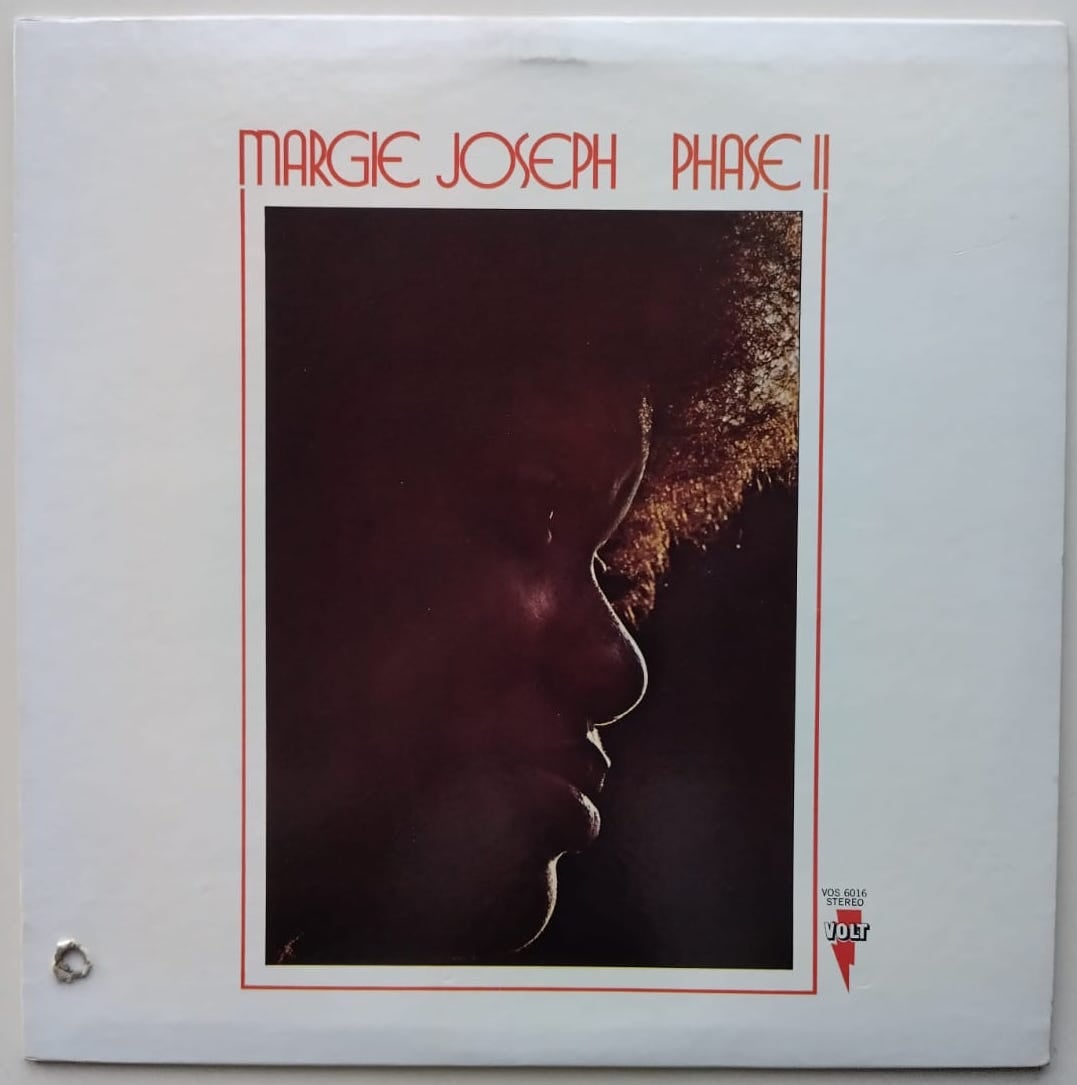 MARGIE JOSEPH PHASE II
VOS 6016
STEREO
VOLT